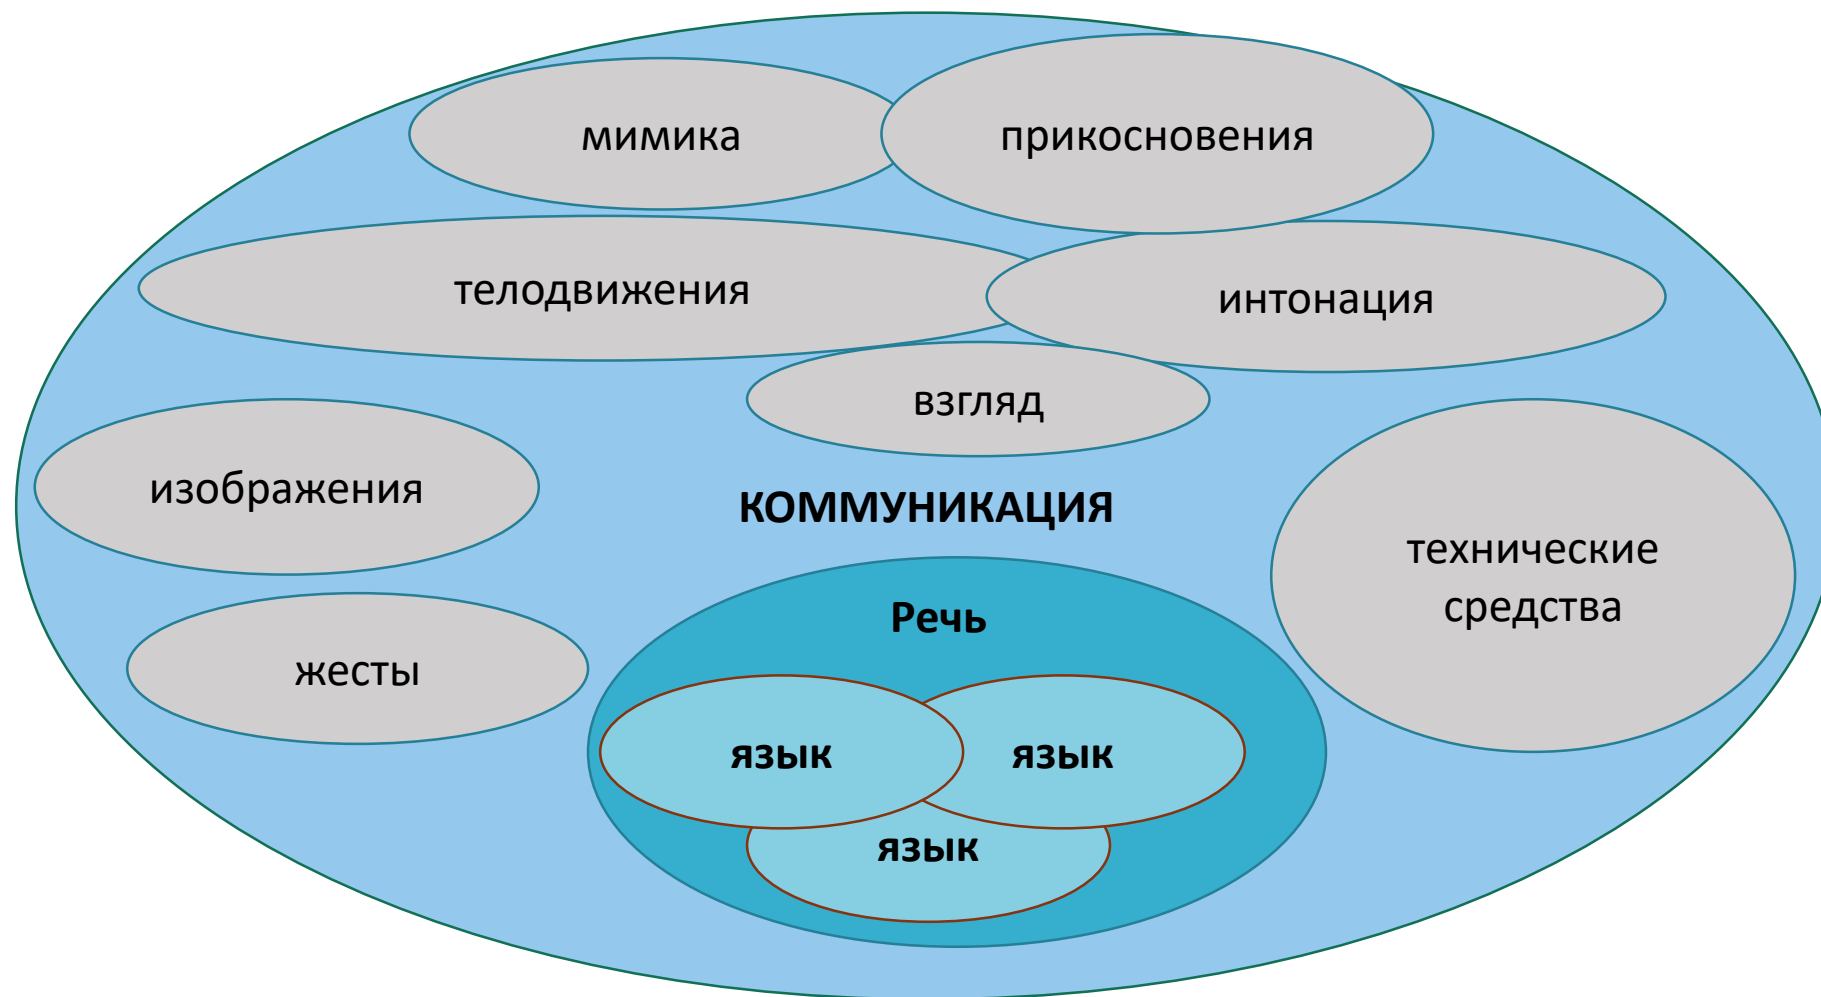 мимика
прикосновения
телодвижения
интонация
взгляд
изображения
КОММУНИКАЦИЯ
технические
средства
Речь
жесты
язык
язык
язык